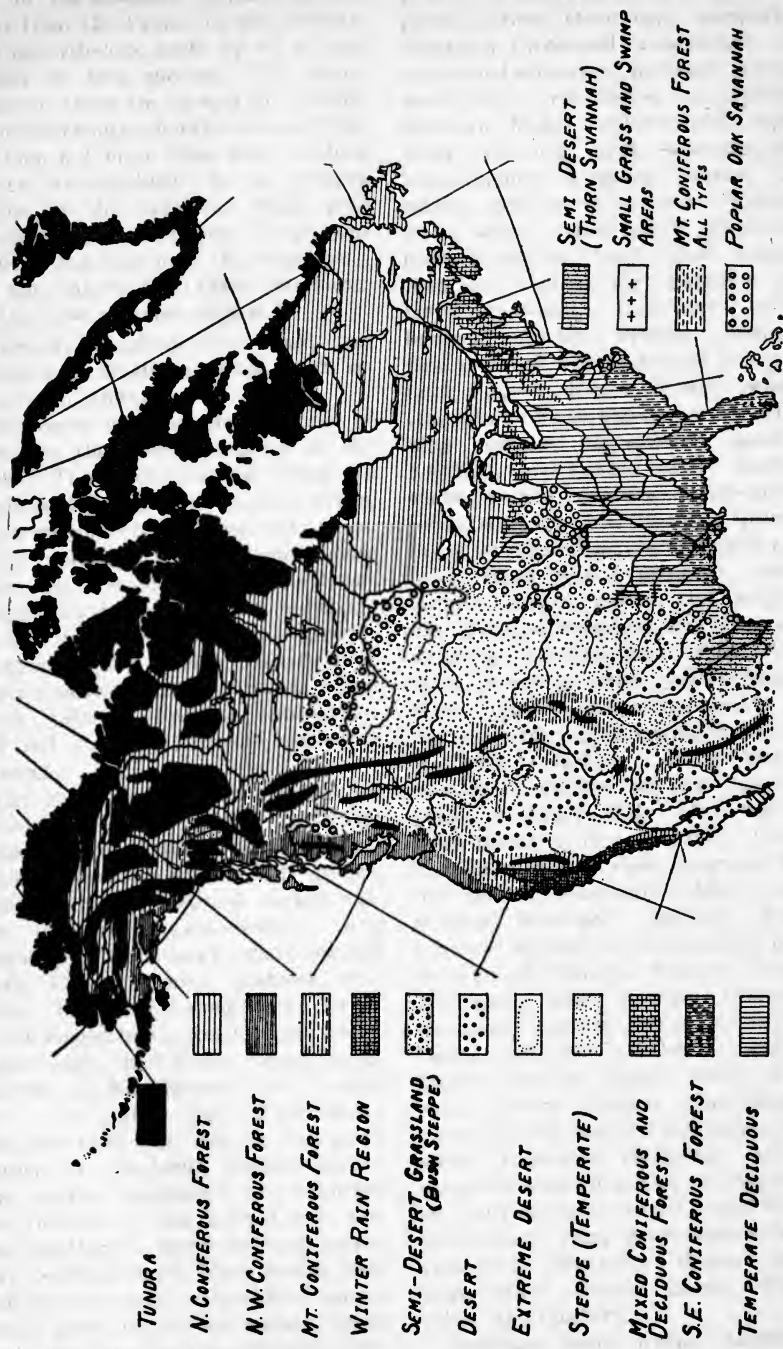 TUNDRA
N. CONIFEROUS FOREST
N.W. CONIFEROUS FOREST
MT. CONIFEROUS FOREST
WINTER RAIN REGION
SEMI-DESERT GRASSLAND
(BUSH STEPPE)
DESERT
EXTREME DESERT
STEPPE (TEMPERATE)
MIXED CONIFEROUS AND
DECIDUOUS FOREST
S.E. CONIFEROUS FOREST
TEMPERATE DECIDUOUS
SEMI DESERT
(THORN SAVANNAH)
SMALL GRASS AND SWAMP
AREAS
MT. CONIFEROUS FOREST
ALL TYPES
POPLAR OAK SAVANNAH